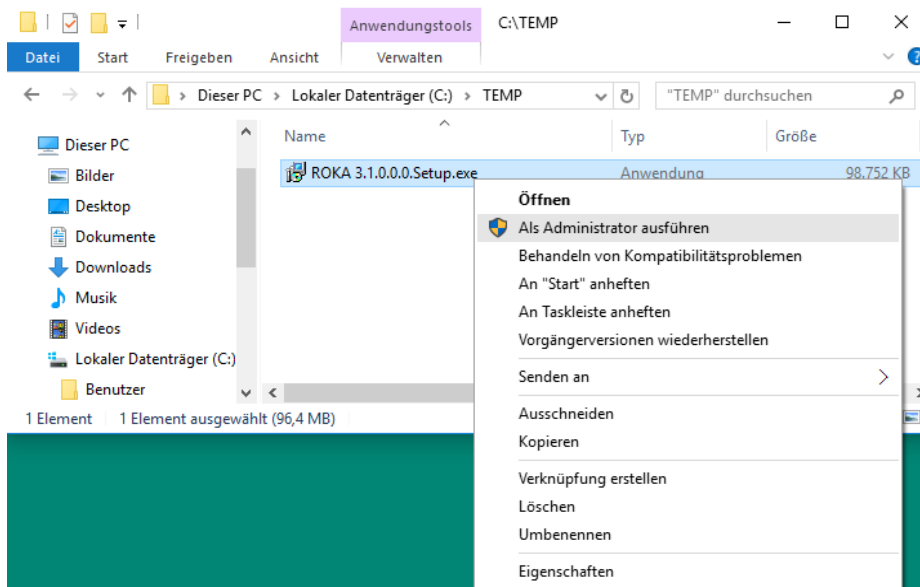 Anwendungstools C:\TEMP
Datei Start Freigeben Ansicht Verwalten
Dieser PC Lokaler Datenträger (C:) TEMP "TEMP" durchsuchen
Dieser PC
Bilder
Desktop
Dokumente
Downloads
Musik
Videos
Lokaler Datenträger (C:)
Benutzer
Name Typ Größe
ROKA 3.1.0.0.0.Setup.exe Anwendung 98.752 KB
Öffnen
Als Administrator ausführen
Behandeln von Kompatibilitätsproblemen
An "Start" anheften
An Taskleiste anheften
Vorgängerversionen wiederherstellen
Senden an
Ausschneiden
Kopieren
Verknüpfung erstellen
Löschen
Umbenennen
Eigenschaften
1 Element 1 Element ausgewählt (96,4 MB)